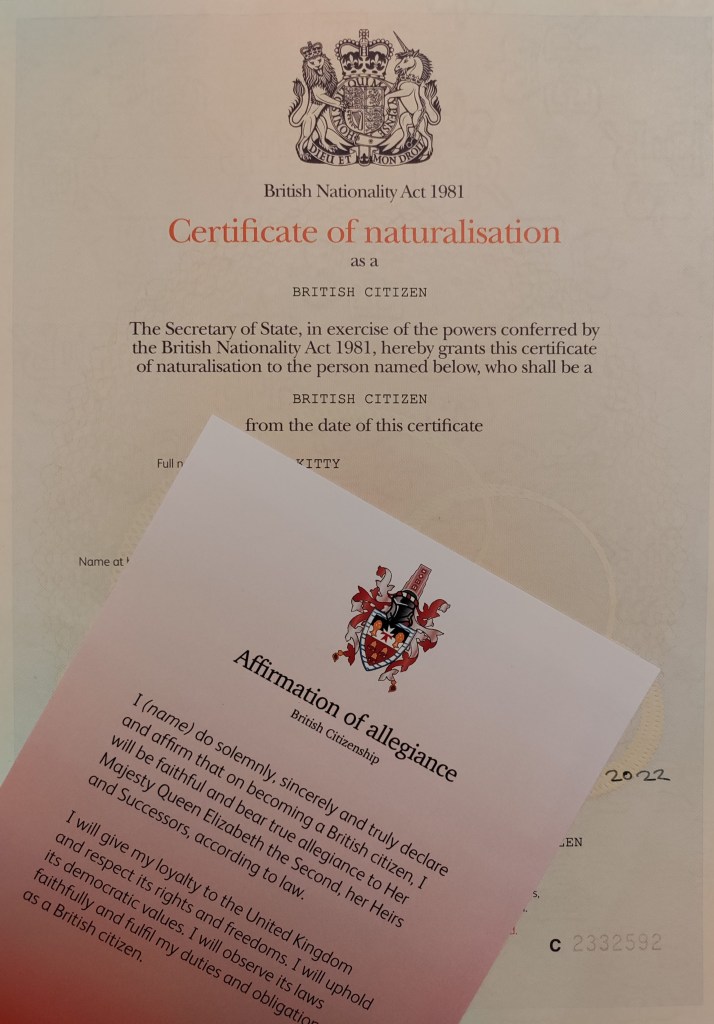 DIEU ET MON DROIT
British Nationality Act 1981
Certificate of naturalisation
as a
BRITISH CITIZEN
The Secretary of State, in exercise of the powers conferred by
the British Nationality Act 1981, hereby grants this certificate
of naturalisation to the person named below, who shall be a
BRITISH CITIZEN
from the date of this certificate
Full n KITTY
Name at
Affirmation of allegiance
British Citizenship
I (name) do solemnly, sincerely and truly declare
and affirm that on becoming a British citizen, I
will be faithful and bear true allegiance to Her
Majesty Queen Elizabeth the Second, her Heirs
and Successors, according to law.
I will give my loyalty to the United Kingdom
and respect its rights and freedoms. I will uphold
its democratic values. I will observe its laws
faithfully and fulfil my duties and obligation
as a British citizen.
2022
ZEN
s,
C 2332592